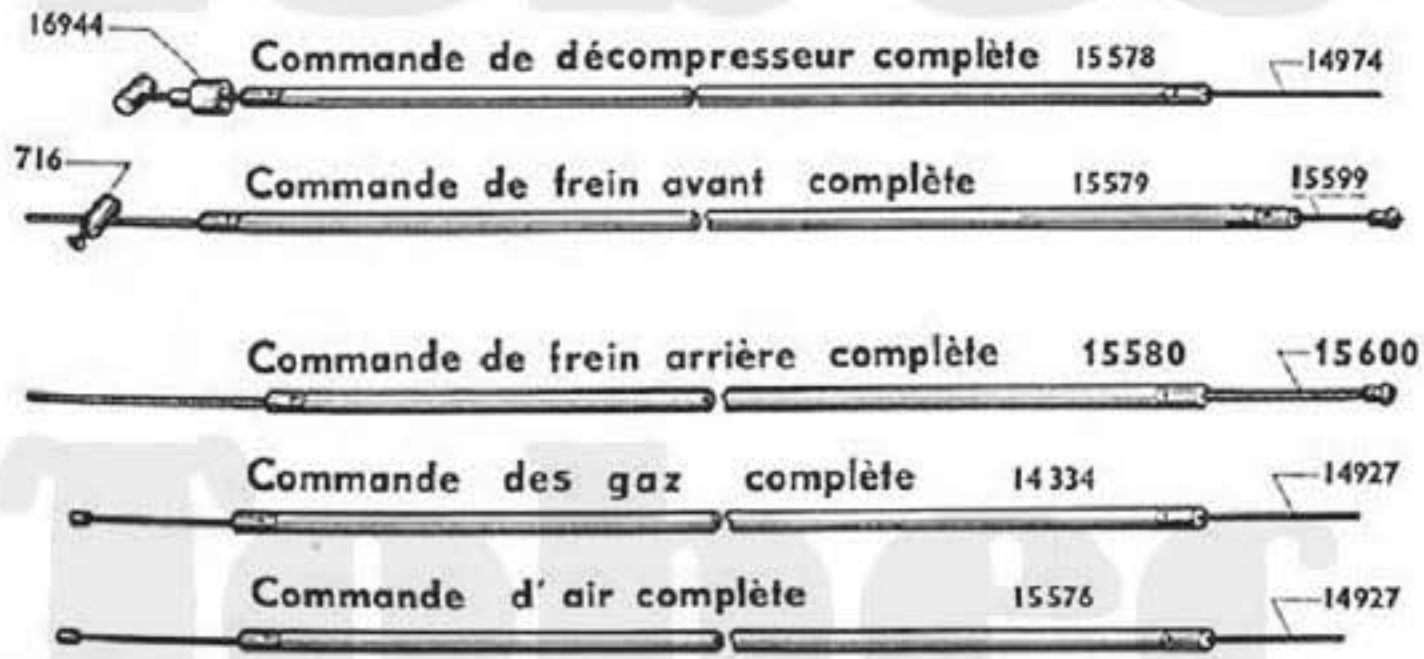 16944 Commande de décompresseur complète 15578 14974
716 Commande de frein avant complète 15579 15599
Commande de frein arrière complète 15580 15600
Commande des gaz complète 14334 14927
Commande d'air complète 15576 14927